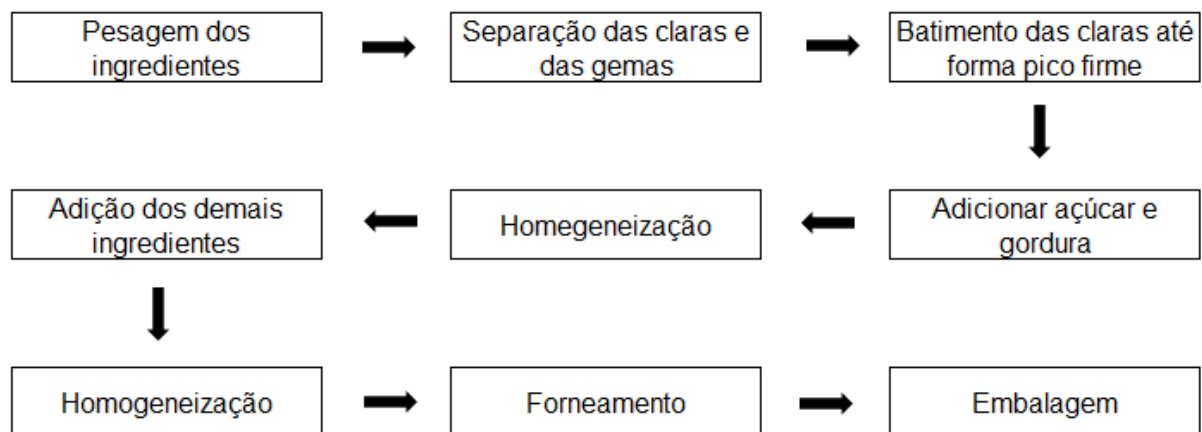 Pesagem dos
ingredientes
Separação das claras e
das gemas
Batimento das claras até
forma pico firme
Adicionar açúcar e
gordura
Homegeneização
Adição dos demais
ingredientes
Homogeneização
Forneamento
Embalagem